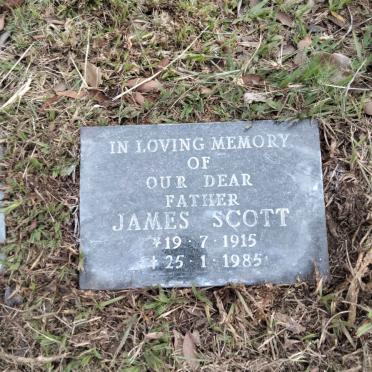 IN LOVING MEMORY
OF
OUR DEAR
FATHER
JAMES SCOTT
*19·7·1915
+25·1·1985